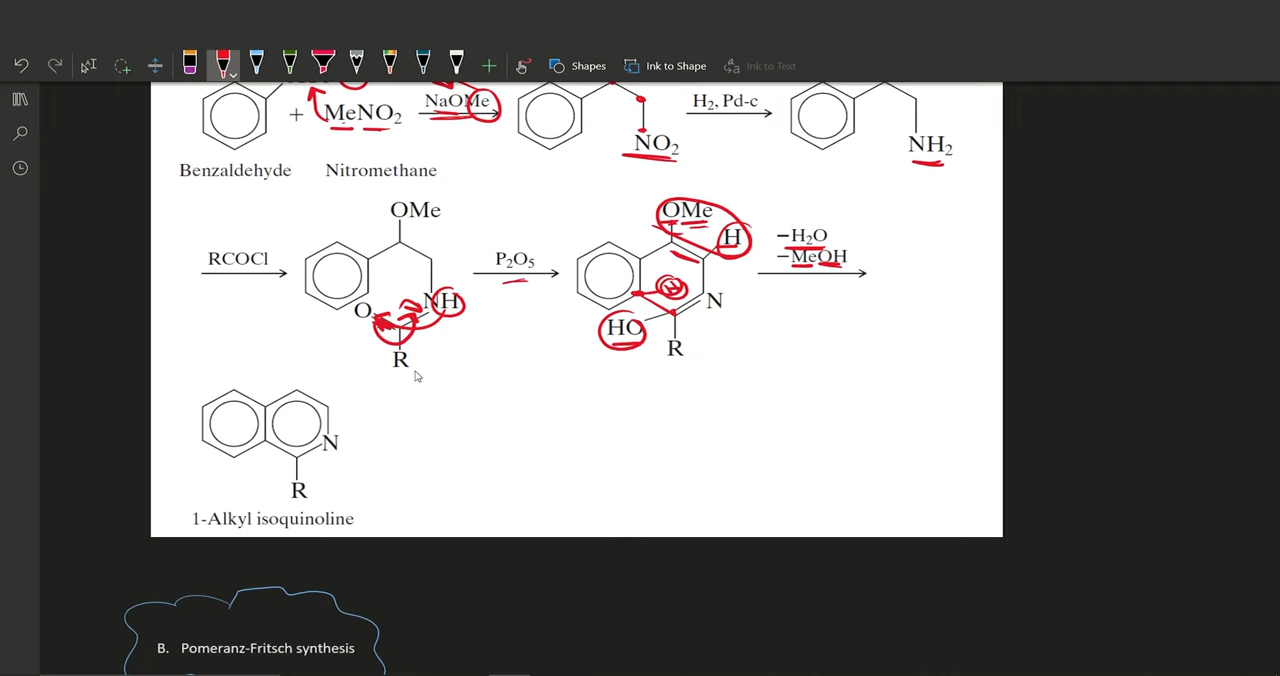 Shapes Ink to Shape Ink to Text
+ MeNO₂ NaOMe NO₂ H₂, Pd-c NH₂
Benzaldehyde Nitromethane
OMe OMe
H −H₂O
RCOCl P₂O₅ −MeOH
H
O NH N
HO
R R
N
R
1-Alkyl isoquinoline
B. Pomeranz-Fritsch synthesis